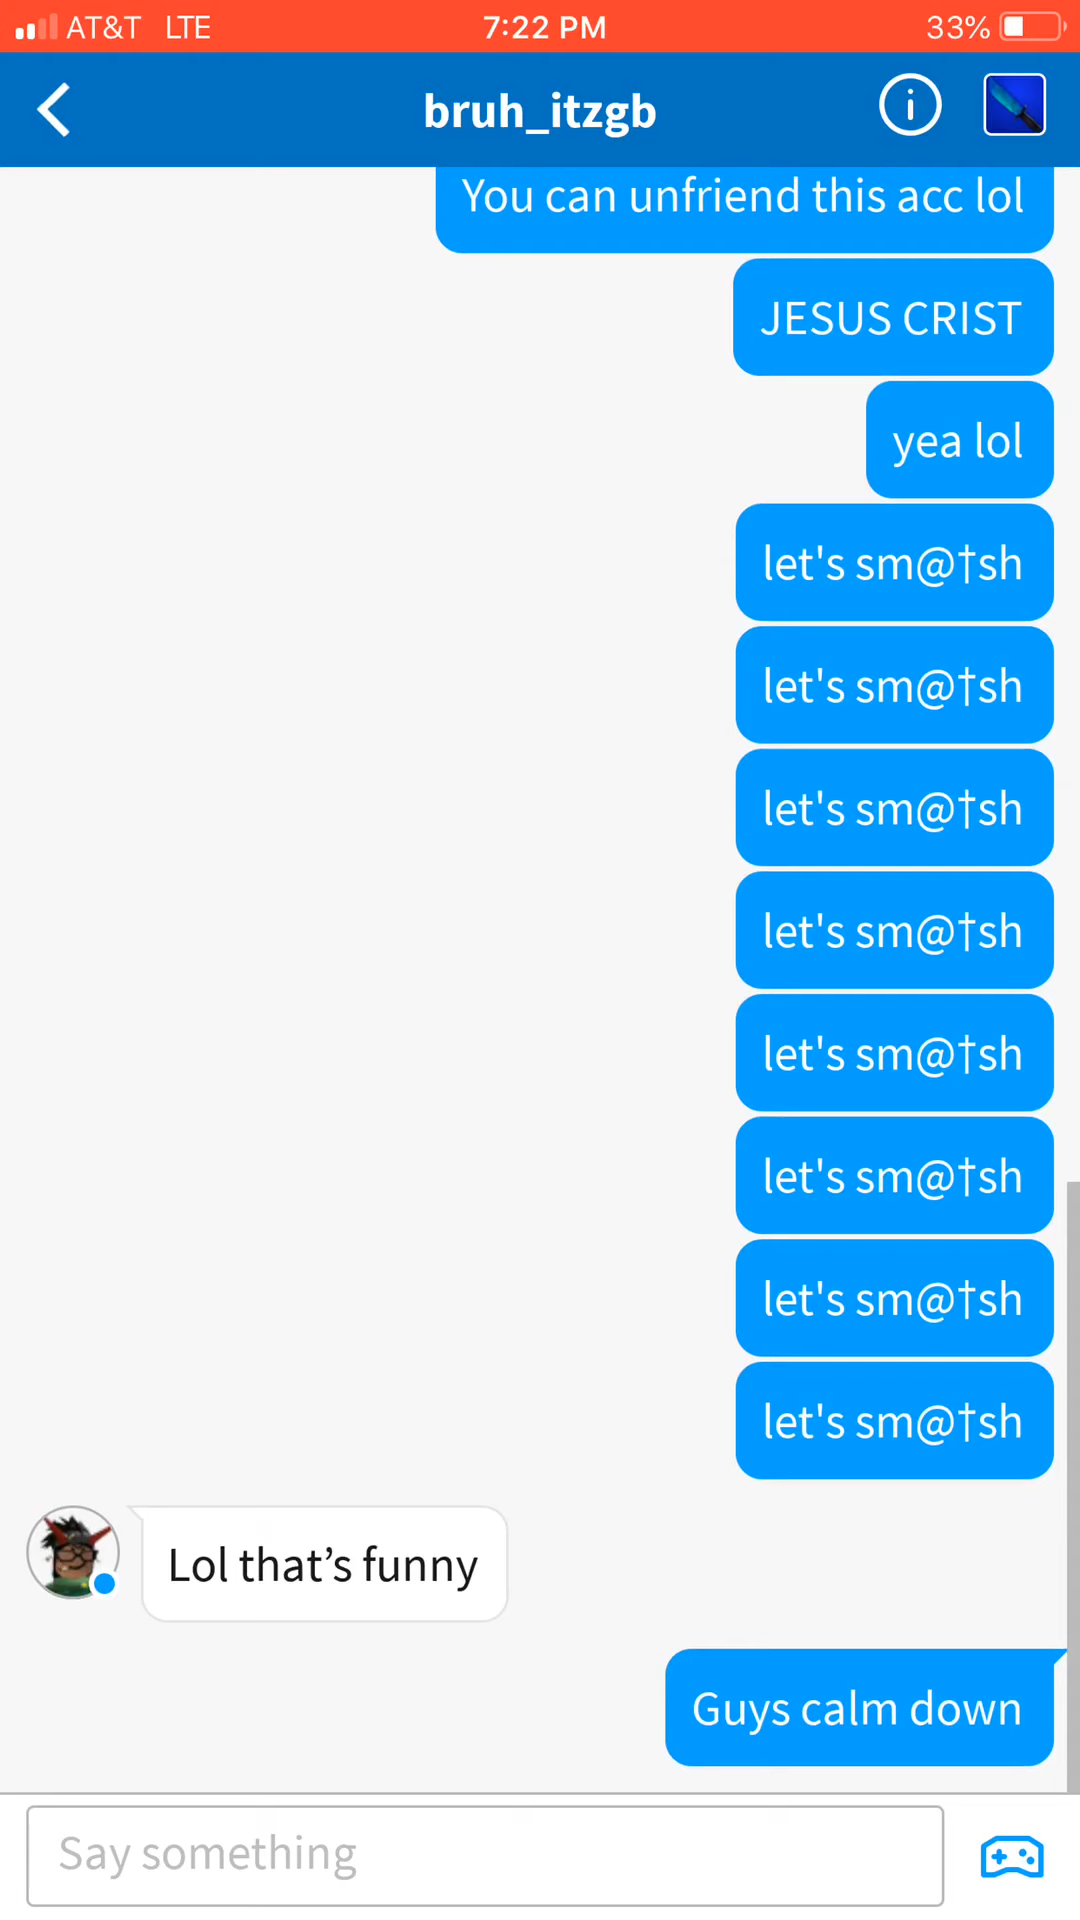 AT&T LTE 7:22 PM 33%
bruh_itzgb
You can unfriend this acc lol
JESUS CRIST
yea lol
let's sm@†sh
let's sm@†sh
let's sm@†sh
let's sm@†sh
let's sm@†sh
let's sm@†sh
let's sm@†sh
let's sm@†sh
Lol that’s funny
Guys calm down
Say something